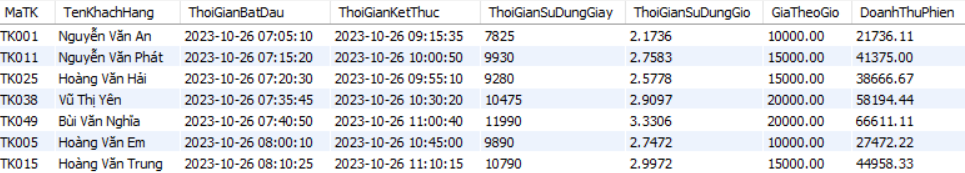 MaTK TenKhachHang ThoiGianBatDau ThoiGianKetThuc ThoiGianSuDungGiay ThoiGianSuDungGio GiaTheoGio DoanhThuPhien
TK001 Nguyễn Văn An 2023-10-26 07:05:10 2023-10-26 09:15:35 7825 2.1736 10000.00 21736.11
TK011 Nguyễn Văn Phát 2023-10-26 07:15:20 2023-10-26 10:00:50 9930 2.7583 15000.00 41375.00
TK025 Hoàng Văn Hải 2023-10-26 07:20:30 2023-10-26 09:55:10 9280 2.5778 15000.00 38666.67
TK038 Vũ Thị Yên 2023-10-26 07:35:45 2023-10-26 10:30:20 10475 2.9097 20000.00 58194.44
TK049 Bùi Văn Nghĩa 2023-10-26 07:40:50 2023-10-26 11:00:40 11990 3.3306 20000.00 66611.11
TK005 Hoàng Văn Em 2023-10-26 08:00:10 2023-10-26 10:45:00 9890 2.7472 10000.00 27472.22
TK015 Hoàng Văn Trung 2023-10-26 08:10:25 2023-10-26 11:10:15 10790 2.9972 15000.00 44958.33